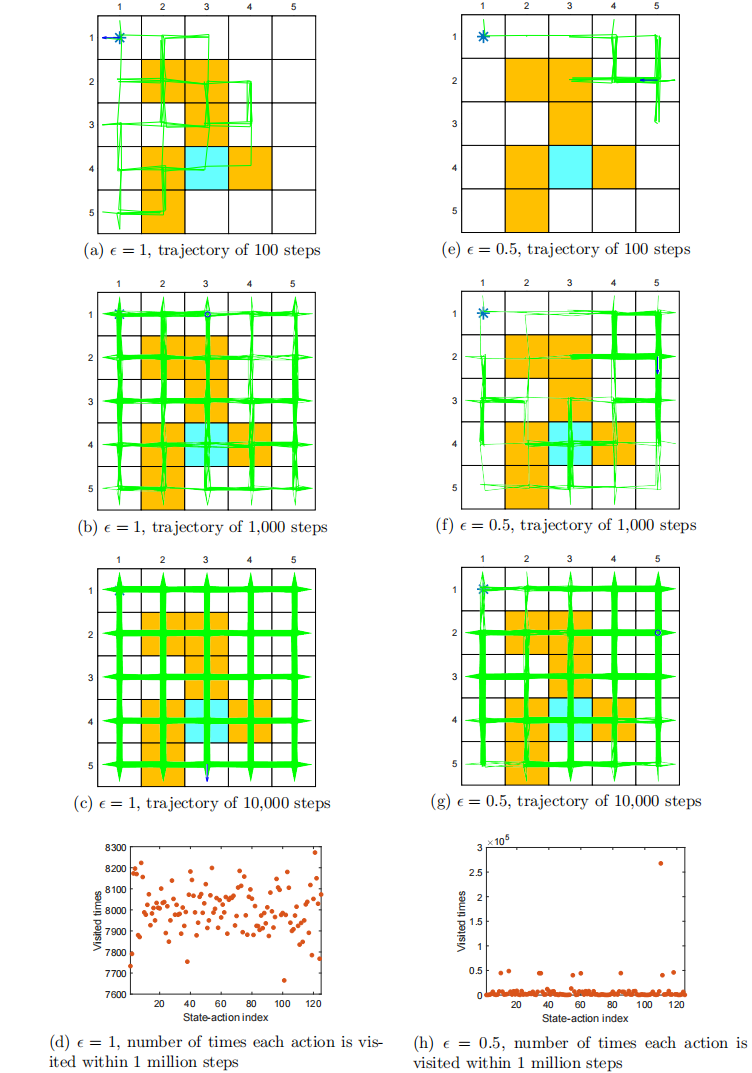 1 2 3 4 5
1
2
3
4
5
(a) ϵ = 1, trajectory of 100 steps
1 2 3 4 5
1
2
3
4
5
(e) ϵ = 0.5, trajectory of 100 steps
1 2 3 4 5
1
2
3
4
5
(b) ϵ = 1, trajectory of 1,000 steps
1 2 3 4 5
1
2
3
4
5
(f) ϵ = 0.5, trajectory of 1,000 steps
1 2 3 4 5
1
2
3
4
5
(c) ϵ = 1, trajectory of 10,000 steps
1 2 3 4 5
1
2
3
4
5
(g) ϵ = 0.5, trajectory of 10,000 steps
8300
8200
8100
8000
7900
7800
7700
7600
Visited times
20 40 60 80 100 120
State-action index
(d) ϵ = 1, number of times each action is vis-
ited within 1 million steps
×10⁵
3
2.5
2
1.5
1
0.5
0
Visited times
20 40 60 80 100 120
State-action index
(h) ϵ = 0.5, number of times each action is
visited within 1 million steps